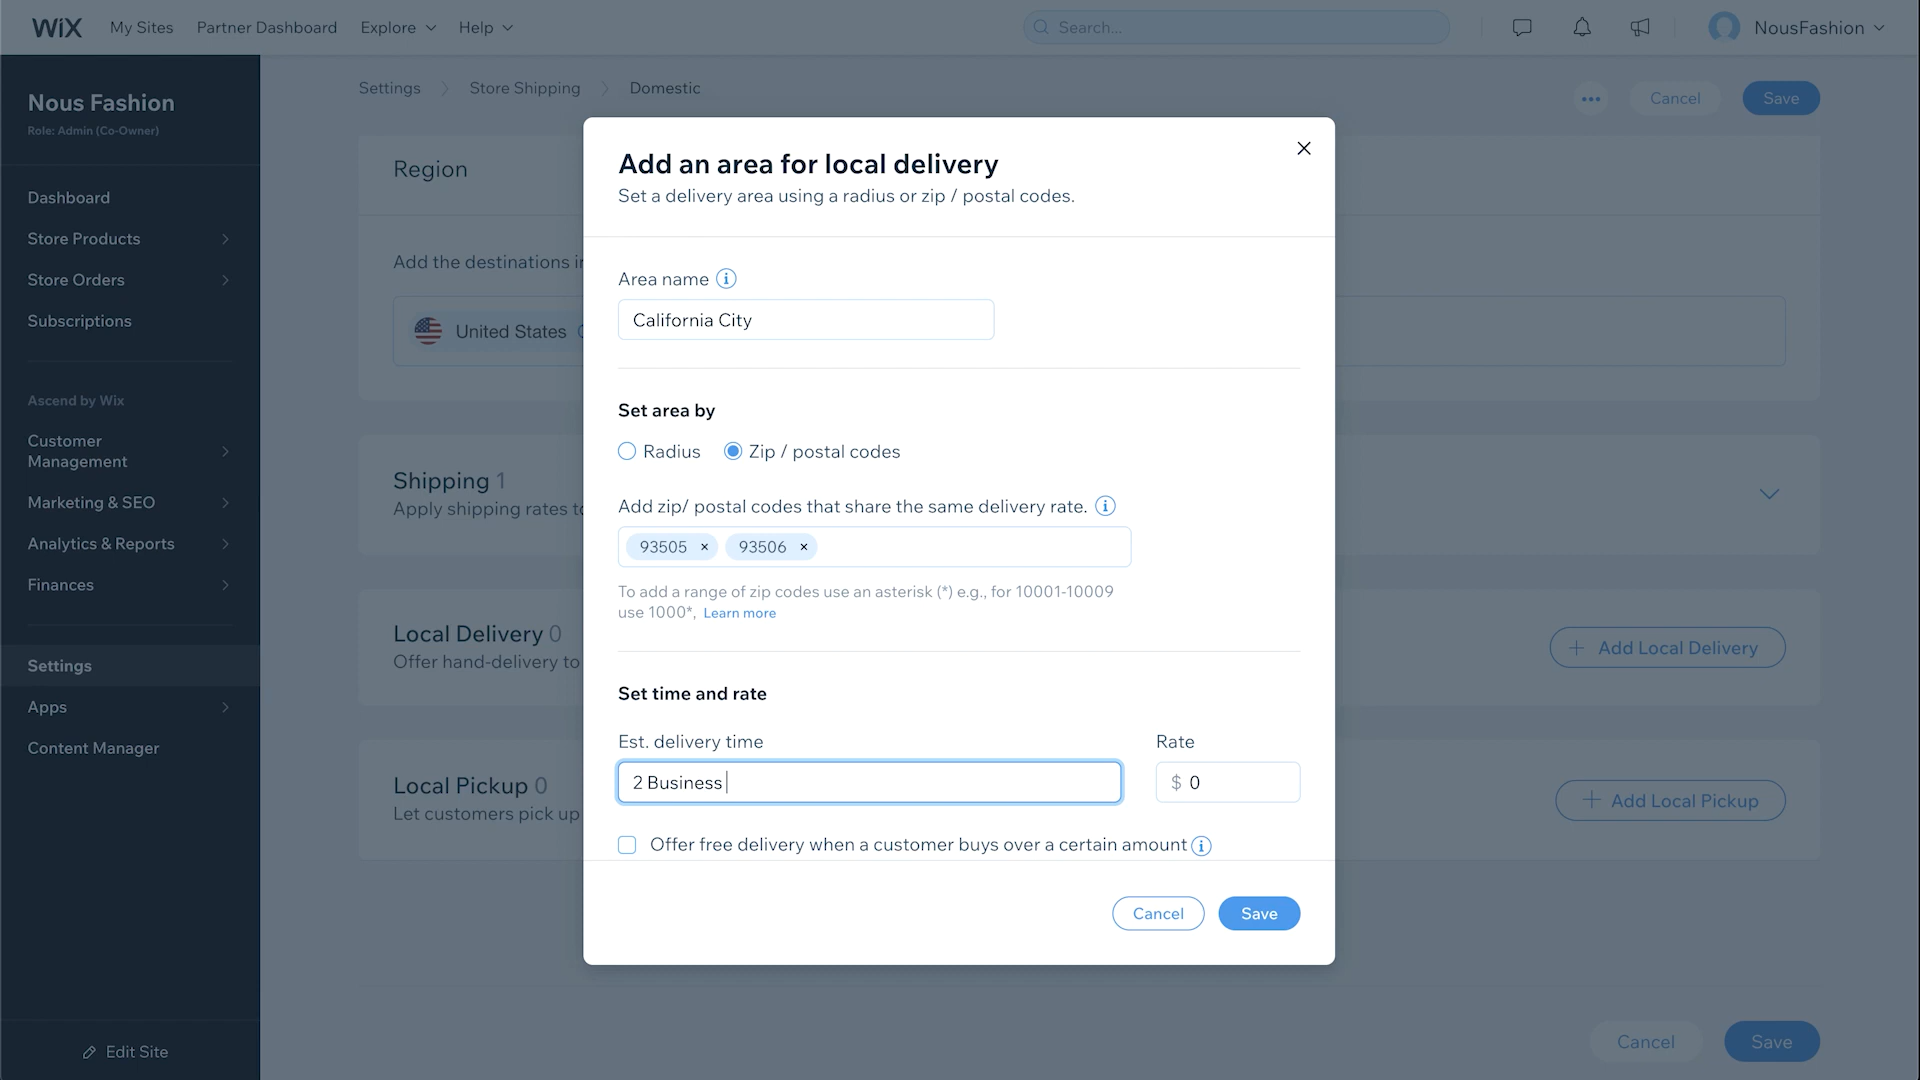 WIX My Sites Partner Dashboard Explore Help Search... NousFashion
Nous Fashion
Role: Admin (Co-Owner)
Dashboard
Store Products
Store Orders
Subscriptions
Ascend by Wix
Customer
Management
Marketing & SEO
Analytics & Reports
Finances
Settings
Apps
Content Manager
Edit Site
Settings Store Shipping Domestic
Cancel Save
Region
Add the destinations
United States
Shipping 1
Apply shipping rates
Local Delivery 0
Offer hand-delivery to
+ Add Local Delivery
Local Pickup 0
Let customers pick up
+ Add Local Pickup
Cancel Save
Add an area for local delivery
Set a delivery area using a radius or zip / postal codes.
Area name
California City
Set area by
Radius Zip / postal codes
Add zip/ postal codes that share the same delivery rate.
93505 × 93506 ×
To add a range of zip codes use an asterisk (*) e.g., for 10001-10009
use 1000*, Learn more
Set time and rate
Est. delivery time Rate
2 Business $ 0
Offer free delivery when a customer buys over a certain amount
Cancel Save